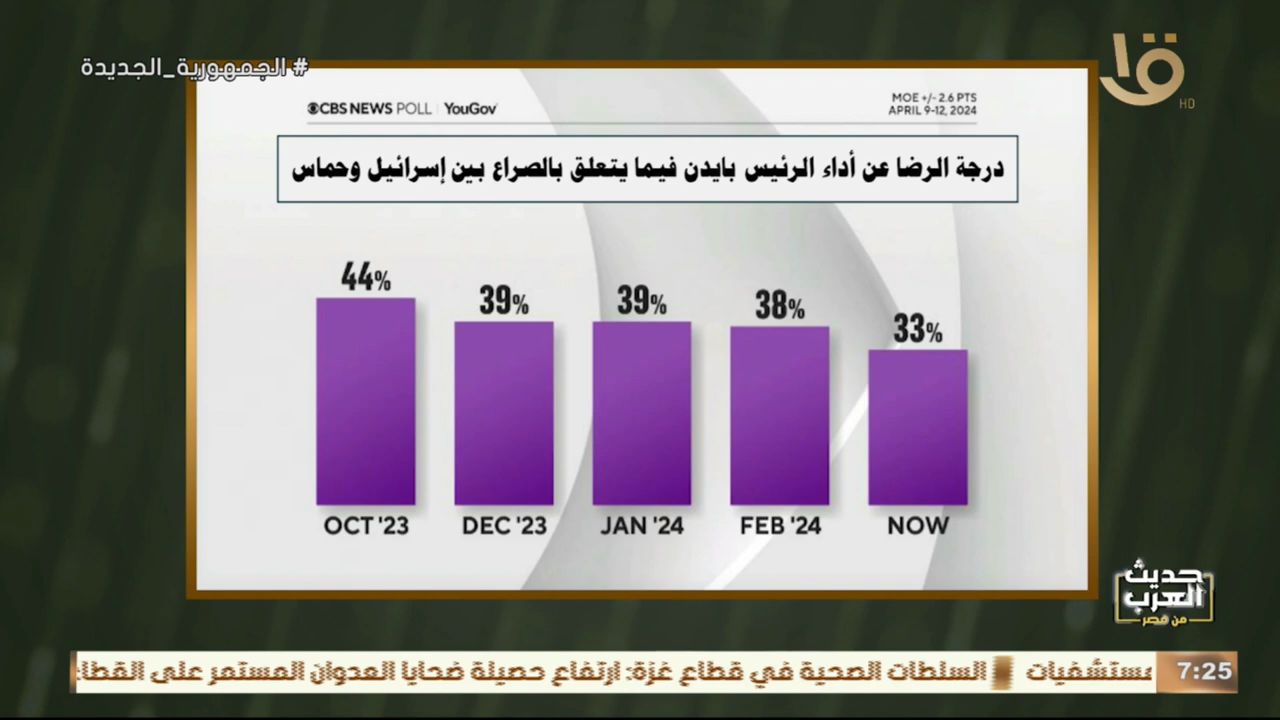 #الجمهورية_الجديدة
HD
CBS NEWS POLL | YouGov
MOE +/- 2.6 PTS
APRIL 9-12, 2024
درجة الرضا عن أداء الرئيس بايدن فيما يتعلق بالصراع بين إسرائيل وحماس
44%
39%
39%
38%
33%
OCT '23
DEC '23
JAN '24
FEB '24
NOW
حديث
العرب
من مصر
7:25
مستشفيات السلطات الصحية في قطاع غزة: ارتفاع حصيلة ضحايا العدوان المستمر على